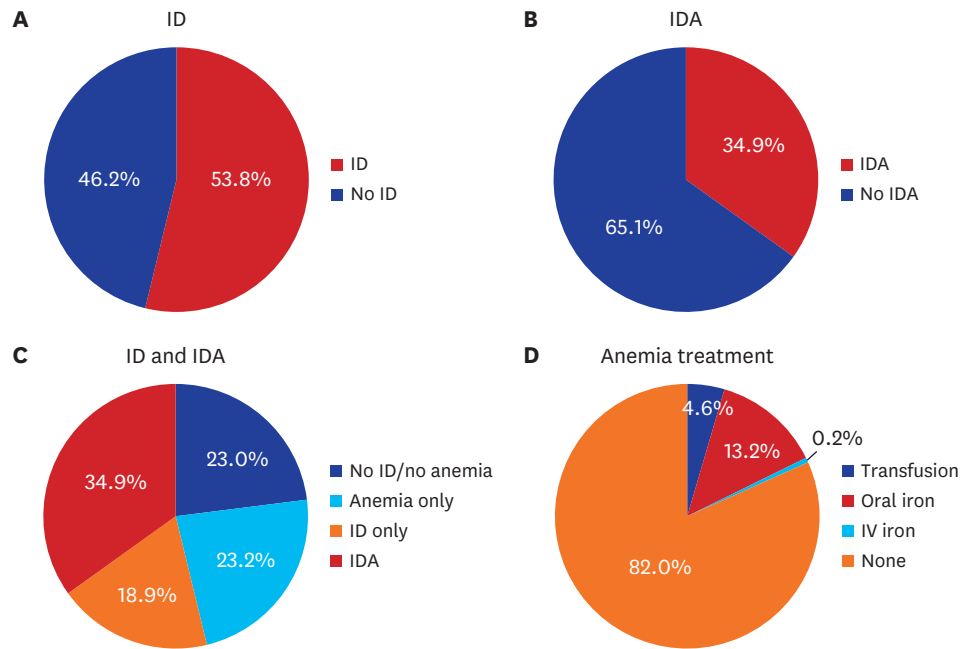 A ID
46.2%
53.8%
ID
No ID
B IDA
34.9%
65.1%
IDA
No IDA
C ID and IDA
34.9%
23.0%
23.2%
18.9%
No ID/no anemia
Anemia only
ID only
IDA
D Anemia treatment
4.6%
13.2%
0.2%
82.0%
Transfusion
Oral iron
IV iron
None